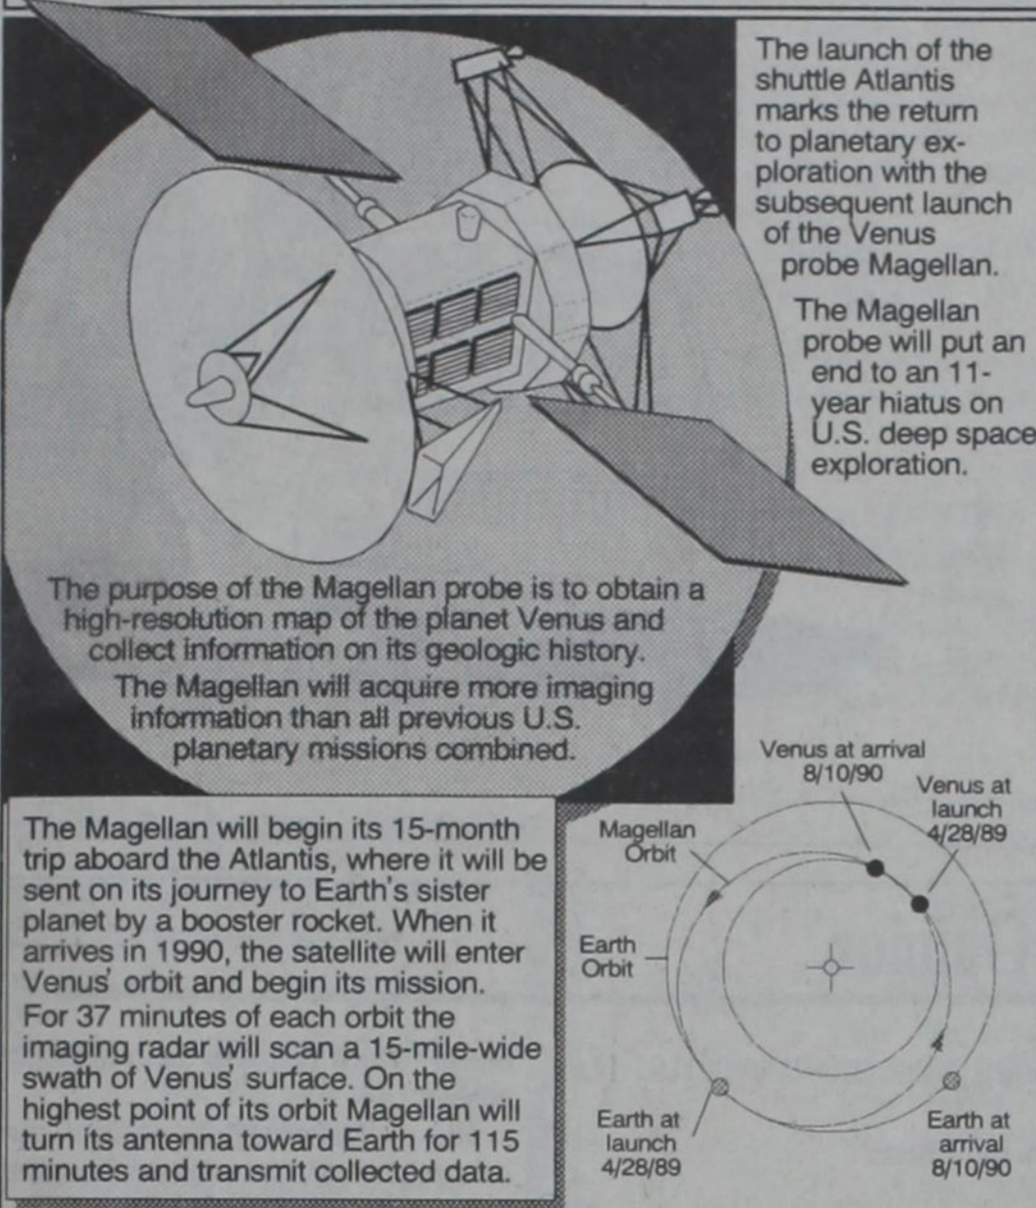 The launch of the
shuttle Atlantis
marks the return
to planetary ex-
ploration with the
subsequent launch
of the Venus
probe Magellan.
The Magellan
probe will put an
end to an 11-
year hiatus on
U.S. deep space
exploration.
The purpose of the Magellan probe is to obtain a
high-resolution map of the planet Venus and
collect information on its geologic history.
The Magellan will acquire more imaging
information than all previous U.S.
planetary missions combined.
The Magellan will begin its 15-month
trip aboard the Atlantis, where it will be
sent on its journey to Earth's sister
planet by a booster rocket. When it
arrives in 1990, the satellite will enter
Venus' orbit and begin its mission.
For 37 minutes of each orbit the
imaging radar will scan a 15-mile-wide
swath of Venus' surface. On the
highest point of its orbit Magellan will
turn its antenna toward Earth for 115
minutes and transmit collected data.
Venus at arrival
8/10/90
Venus at
launch
4/28/89
Magellan
Orbit
Earth
Orbit
Earth at
launch
4/28/89
Earth at
arrival
8/10/90